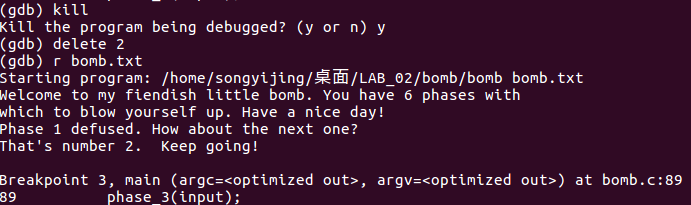 (gdb) kill
Kill the program being debugged? (y or n) y
(gdb) delete 2
(gdb) r bomb.txt
Starting program: /home/songyijing/桌面/LAB_02/bomb/bomb bomb.txt
Welcome to my fiendish little bomb. You have 6 phases with
which to blow yourself up. Have a nice day!
Phase 1 defused. How about the next one?
That's number 2.  Keep going!
Breakpoint 3, main (argc=<optimized out>, argv=<optimized out>) at bomb.c:89
89          phase_3(input);